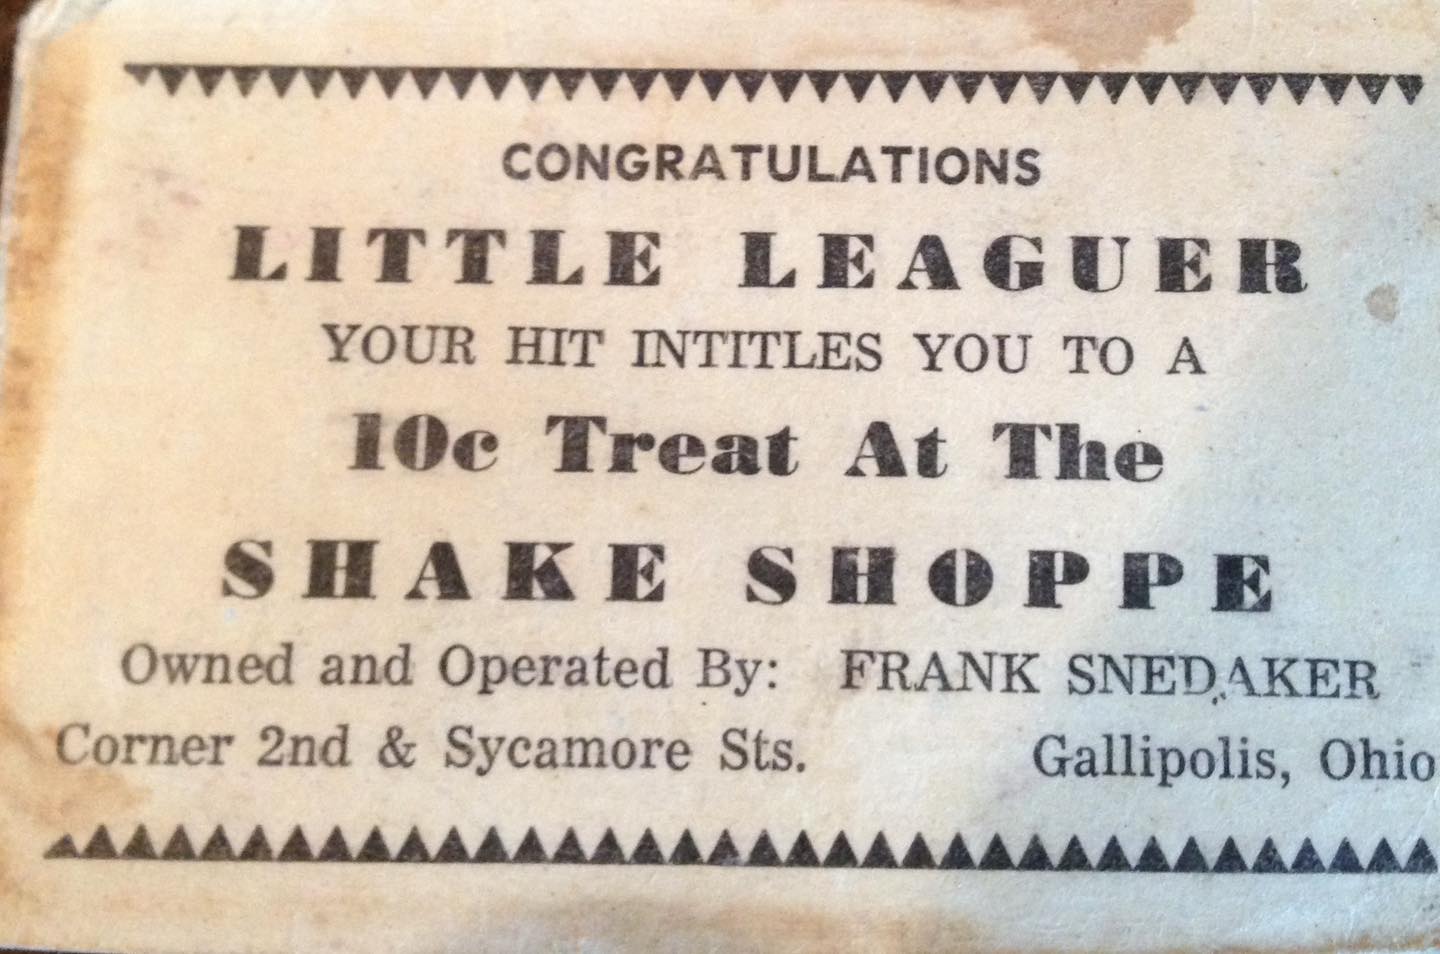 CONGRATULATIONS
LITTLE LEAGUER
YOUR HIT INTITLES YOU TO A
10c Treat At The
SHAKE SHOPPE
Owned and Operated By: FRANK SNEDAKER
Corner 2nd & Sycamore Sts. Gallipolis, Ohio